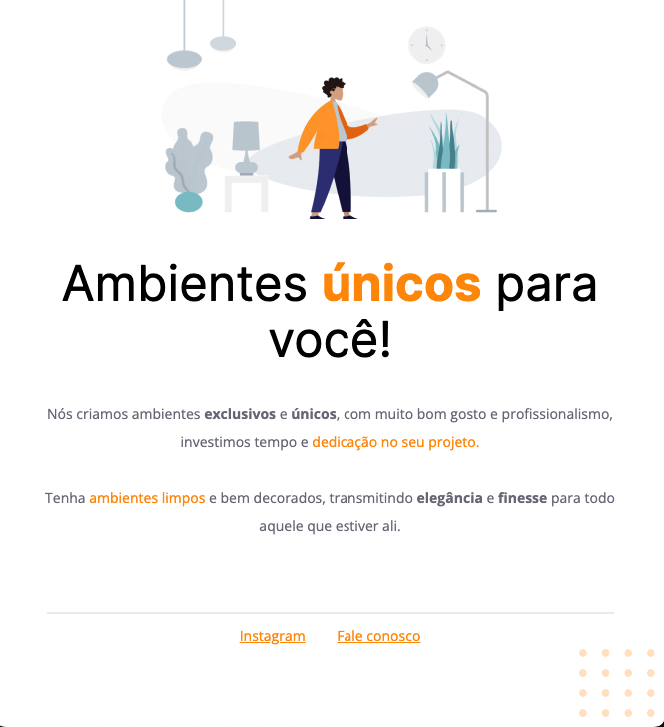 Ambientes únicos para
você!
Nós criamos ambientes exclusivos e únicos, com muito bom gosto e profissionalismo,
investimos tempo e dedicação no seu projeto.
Tenha ambientes limpos e bem decorados, transmitindo elegância e finesse para todo
aquele que estiver ali.
Instagram
Fale conosco